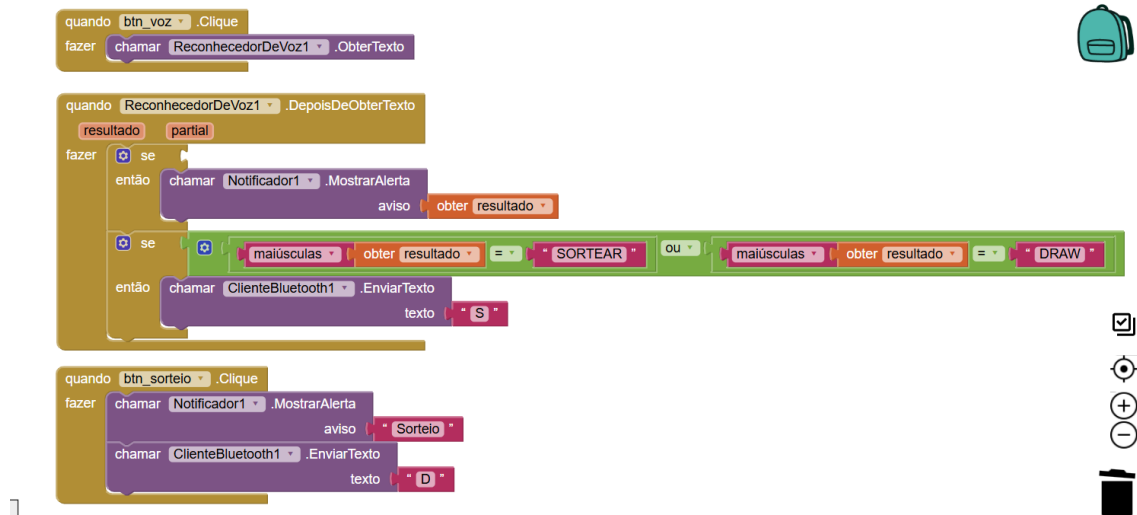 quando btn_voz .Clique
fazer chamar ReconhecedorDeVoz1 .ObterTexto
quando ReconhecedorDeVoz1 .DepoisDeObterTexto
resultado partial
fazer se
então chamar Notificador1 .MostrarAlerta
aviso obter resultado
se maiúsculas obter resultado = " SORTEAR " ou maiúsculas obter resultado = " DRAW "
então chamar ClienteBluetooth1 .EnviarTexto
texto " S "
quando btn_sorteio .Clique
fazer chamar Notificador1 .MostrarAlerta
aviso " Sorteio "
chamar ClienteBluetooth1 .EnviarTexto
texto " D "